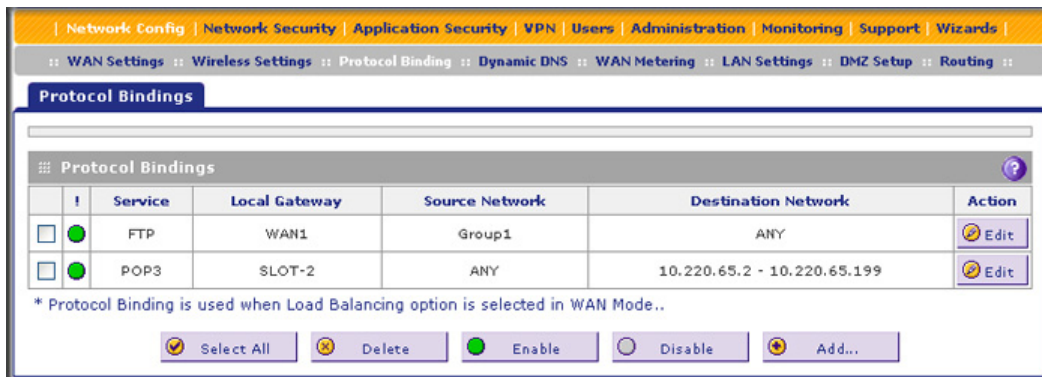 | Network Config | Network Security | Application Security | VPN | Users | Administration | Monitoring | Support | Wizards |
:: WAN Settings :: Wireless Settings :: Protocol Binding :: Dynamic DNS :: WAN Metering :: LAN Settings :: DMZ Setup :: Routing ::
Protocol Bindings
Protocol Bindings ?
! Service Local Gateway Source Network Destination Network Action
FTP WAN1 Group1 ANY Edit
POP3 SLOT-2 ANY 10.220.65.2 - 10.220.65.199 Edit
* Protocol Binding is used when Load Balancing option is selected in WAN Mode..
Select All Delete Enable Disable Add...